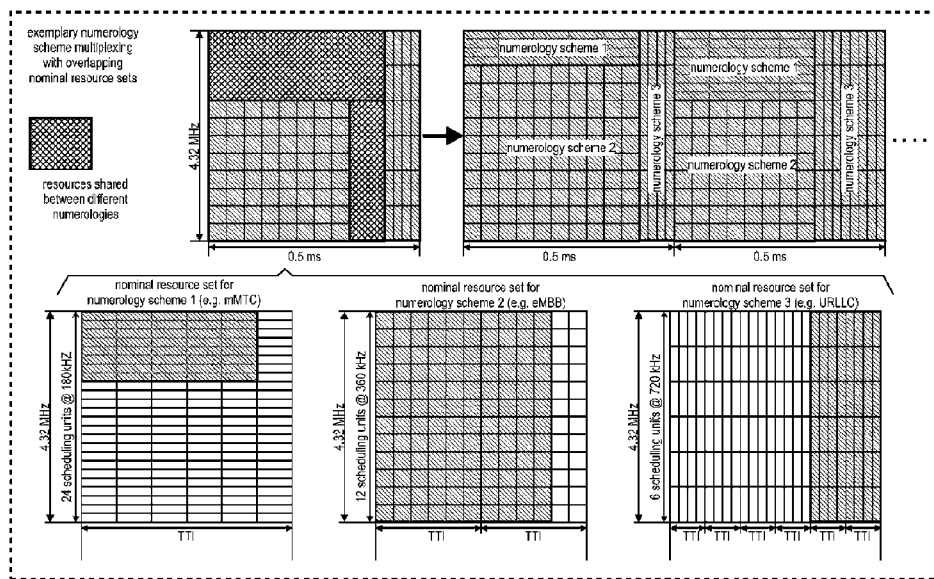 exemplary numerology
scheme multiplexing
with overlapping
nominal resource sets
resources shared
between different
numerologies
4.32 MHz
0.5 ms
numerology scheme 1
numerology scheme 2
numerology scheme 3
numerology scheme 1
numerology scheme 2
numerology scheme 3
0.5 ms
0.5 ms
nominal resource set for
numerology scheme 1 (e.g. mMTC)
4.32 MHz
24 scheduling units @ 180kHZ
TTI
nominal resource set for
numerology scheme 2 (e.g. eMBB)
4.32 MHz
12 scheduling units @ 360 kHz
TTI
TTI
nominal resource set for
numerology scheme 3 (e.g. URLLC)
4.32 MHz
6 scheduling units @ 720 kHz
TTI
TTI
TTI
TTI
TTI
TTI